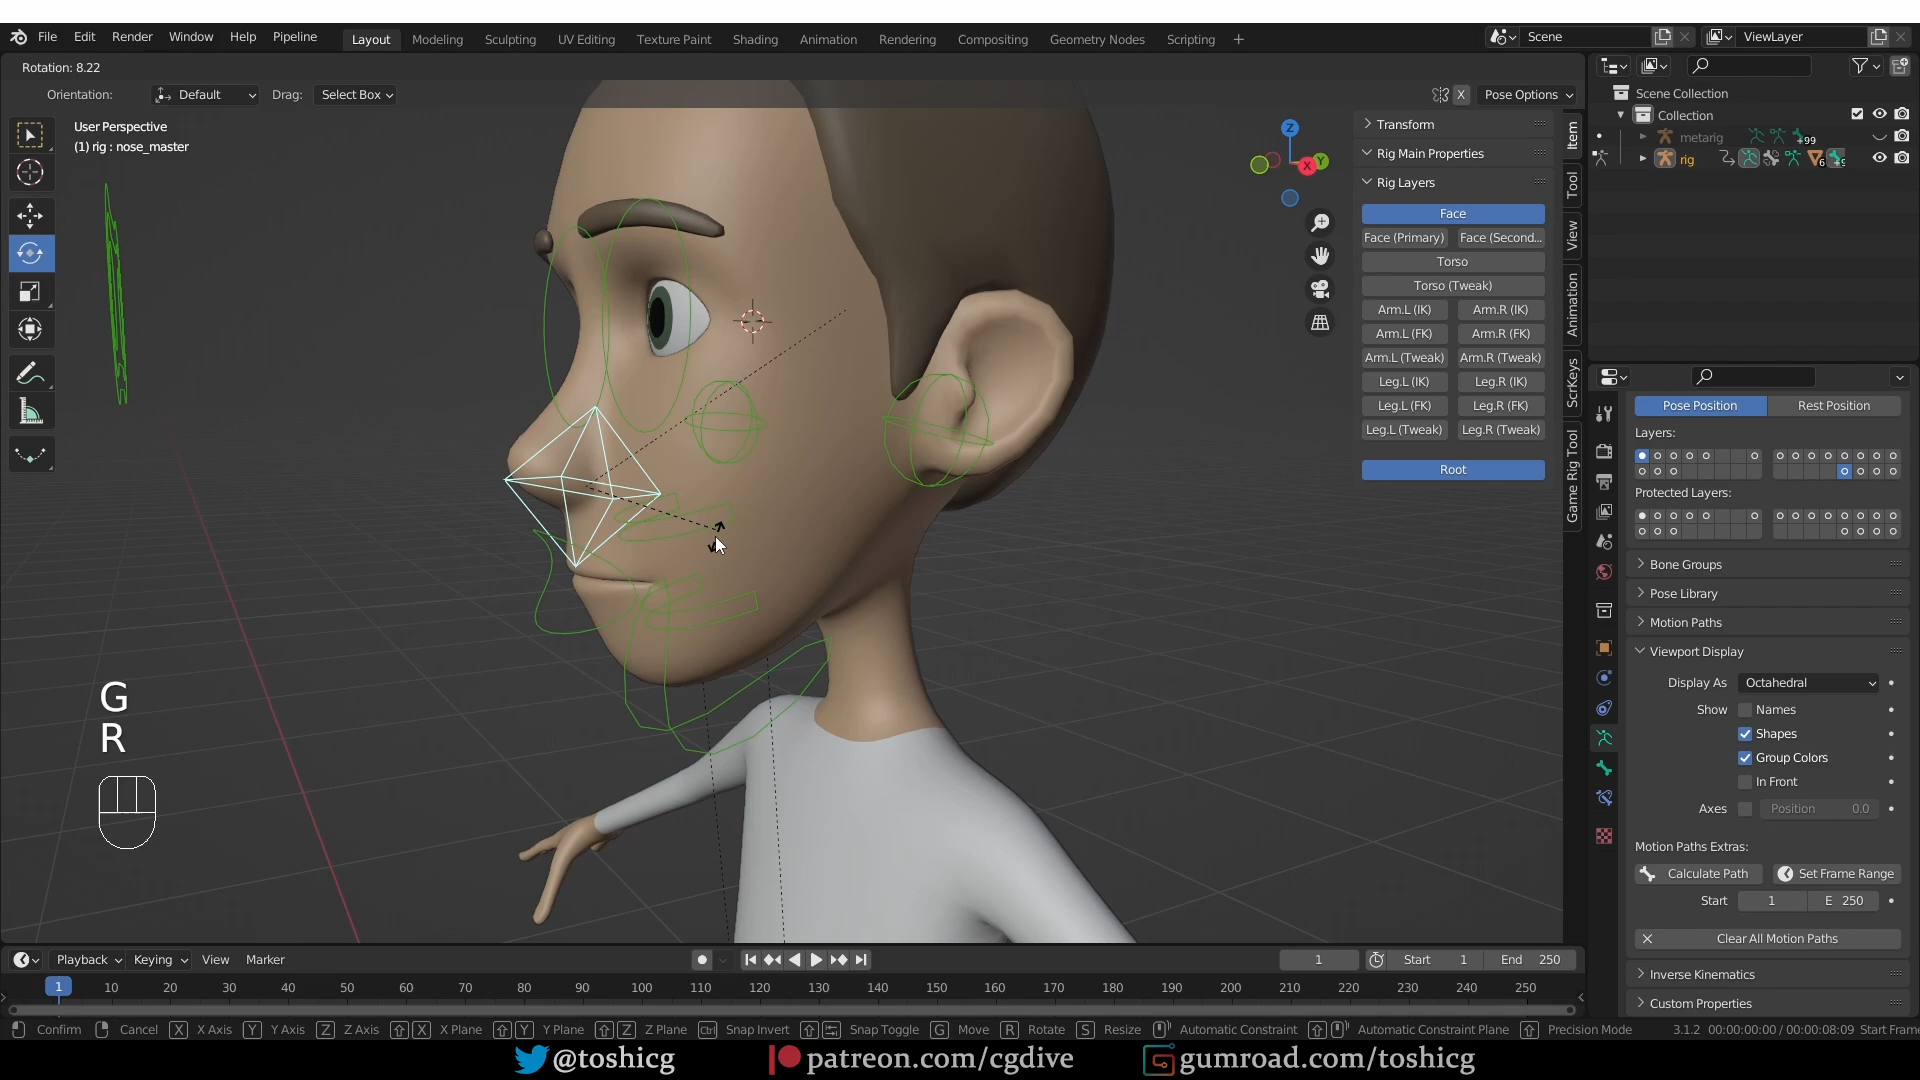 File Edit Render Window Help Pipeline Layout Modeling Sculpting UV Editing Texture Paint Shading Animation Rendering Compositing Geometry Nodes Scripting + Scene ViewLayer
Rotation: 8.22
Orientation: Default Drag: Select Box X Pose Options
User Perspective
(1) rig : nose_master
Z
Y
X
Transform
Rig Main Properties
Rig Layers
Face
Face (Primary) Face (Second...
Torso
Torso (Tweak)
Arm.L (IK) Arm.R (IK)
Arm.L (FK) Arm.R (FK)
Arm.L (Tweak) Arm.R (Tweak)
Leg.L (IK) Leg.R (IK)
Leg.L (FK) Leg.R (FK)
Leg.L (Tweak) Leg.R (Tweak)
Root
Item
Tool
View
Animation
ScrKeys
Game Rig Tool
Scene Collection
Collection
metarig +99
rig 6
Pose Position Rest Position
Layers:
Protected Layers:
Bone Groups
Pose Library
Motion Paths
Viewport Display
Display As Octahedral
Show Names
Shapes
Group Colors
In Front
Axes Position 0.0
Motion Paths Extras:
Calculate Path Set Frame Range
Start 1 E 250
Clear All Motion Paths
Inverse Kinematics
Custom Properties
G
R
Playback Keying View Marker 1 Start 1 End 250
1 10 20 30 40 50 60 70 80 90 100 110 120 130 140 150 160 170 180 190 200 210 220 230 240 250
Confirm Cancel X X Axis Y Y Axis Z Z Axis X X Plane Y Y Plane Z Z Plane Ctrl Snap Invert Snap Toggle G Move R Rotate S Resize Automatic Constraint Automatic Constraint Plane Precision Mode 3.1.2 00:00:00:00 / 00:00:08:09 Start Frame
@toshicg patreon.com/cgdive gumroad.com/toshicg